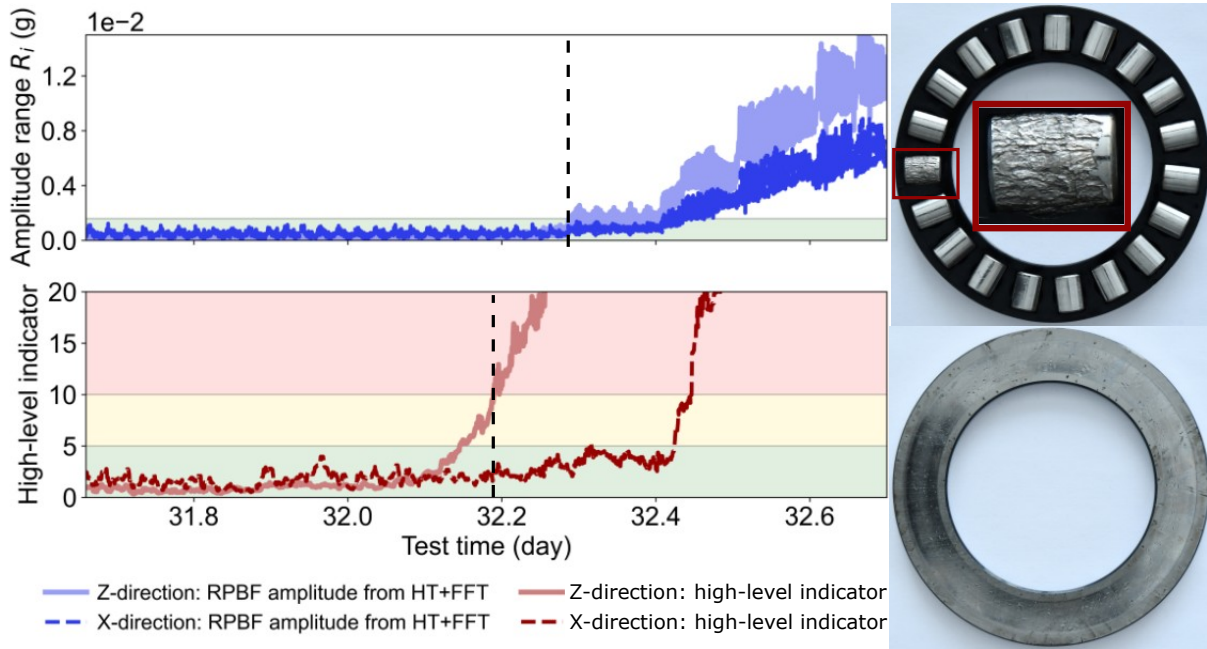 1e-2
Amplitude range R_i (g)
1.2
0.8
0.4
0.0
High-level indicator
20
15
10
5
0
31.8 32.0 32.2 32.4 32.6
Test time (day)
Z-direction: RPBF amplitude from HT+FFT
X-direction: RPBF amplitude from HT+FFT
Z-direction: high-level indicator
X-direction: high-level indicator